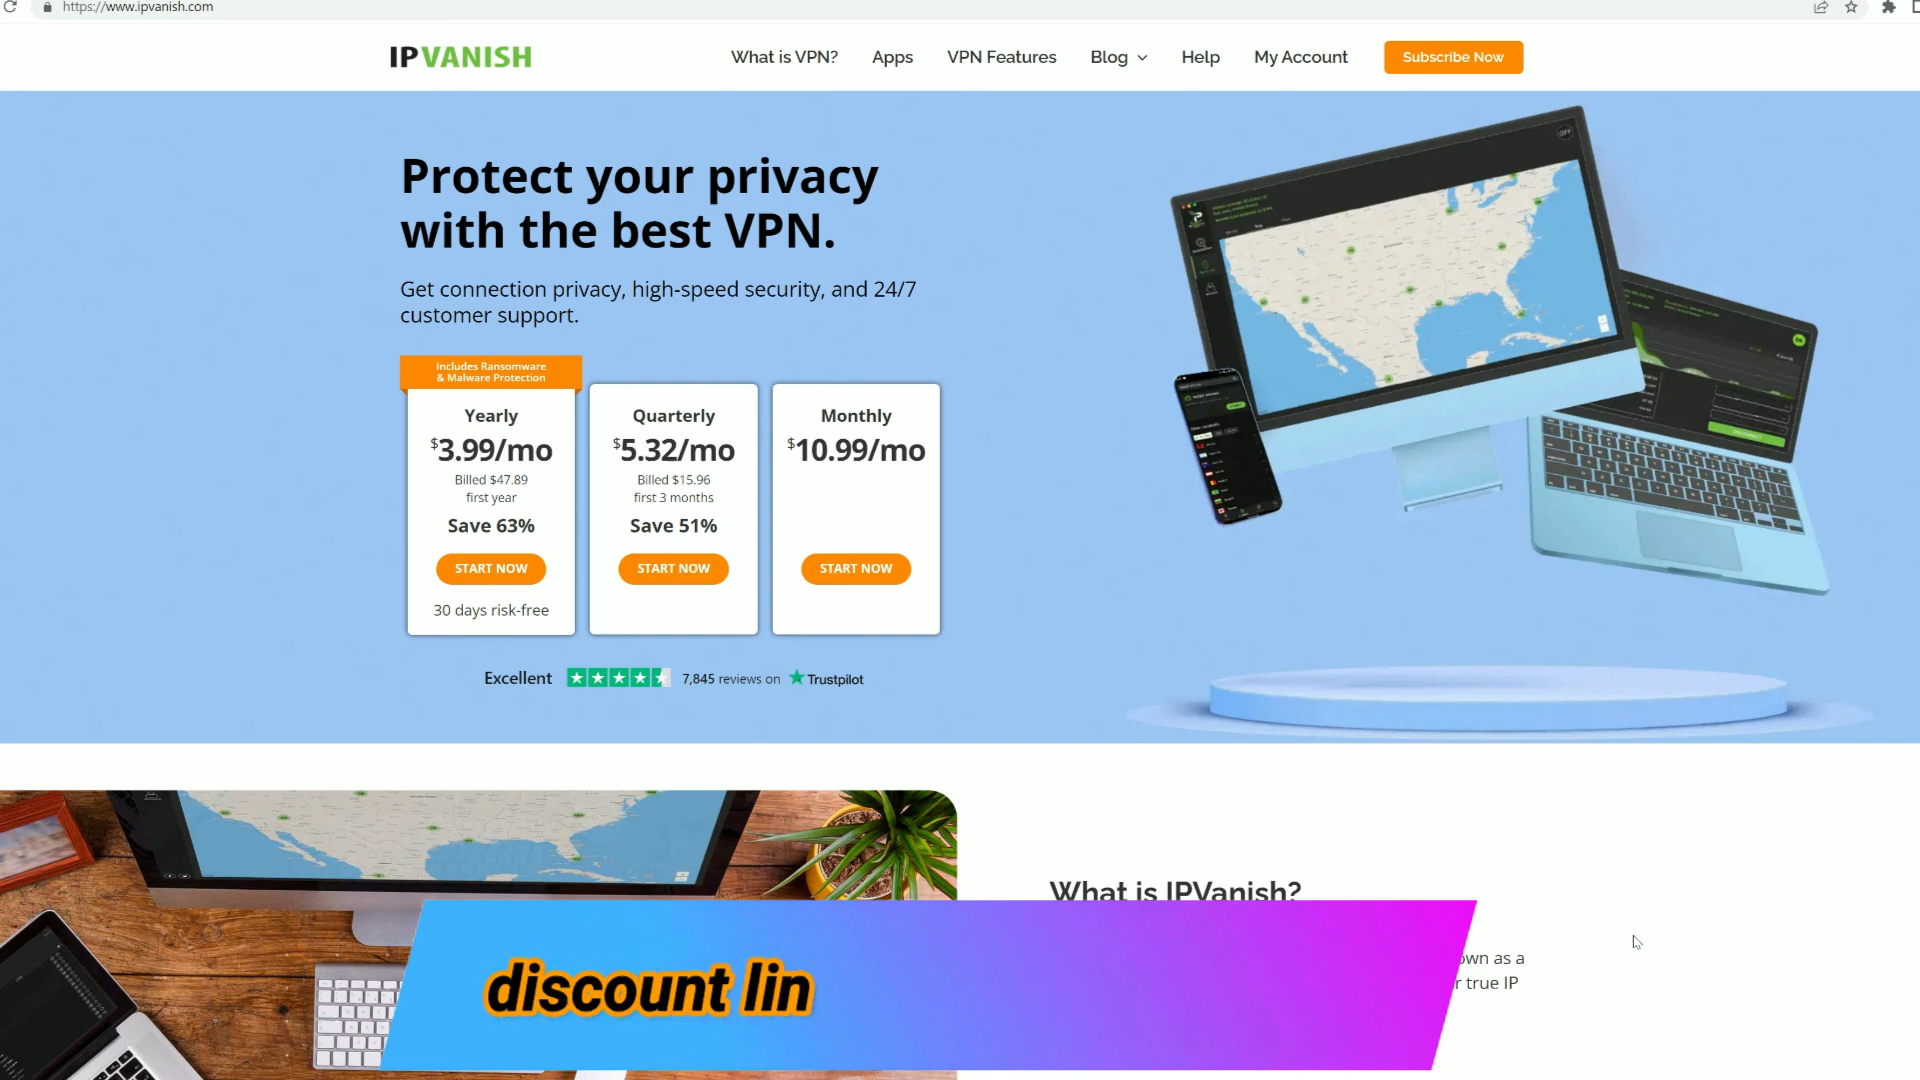 https://www.ipvanish.com
IPVANISH
What is VPN?
Apps
VPN Features
Blog
Help
My Account
Subscribe Now
Protect your privacy
with the best VPN.
Get connection privacy, high-speed security, and 24/7
customer support.
Includes Ransomware
& Malware Protection
Yearly
$3.99/mo
Billed $47.89
first year
Save 63%
START NOW
30 days risk-free
Quarterly
$5.32/mo
Billed $15.96
first 3 months
Save 51%
START NOW
Monthly
$10.99/mo
START NOW
Excellent
7,845 reviews on
Trustpilot
What is IPVanish?
own as a
r true IP
discount lin